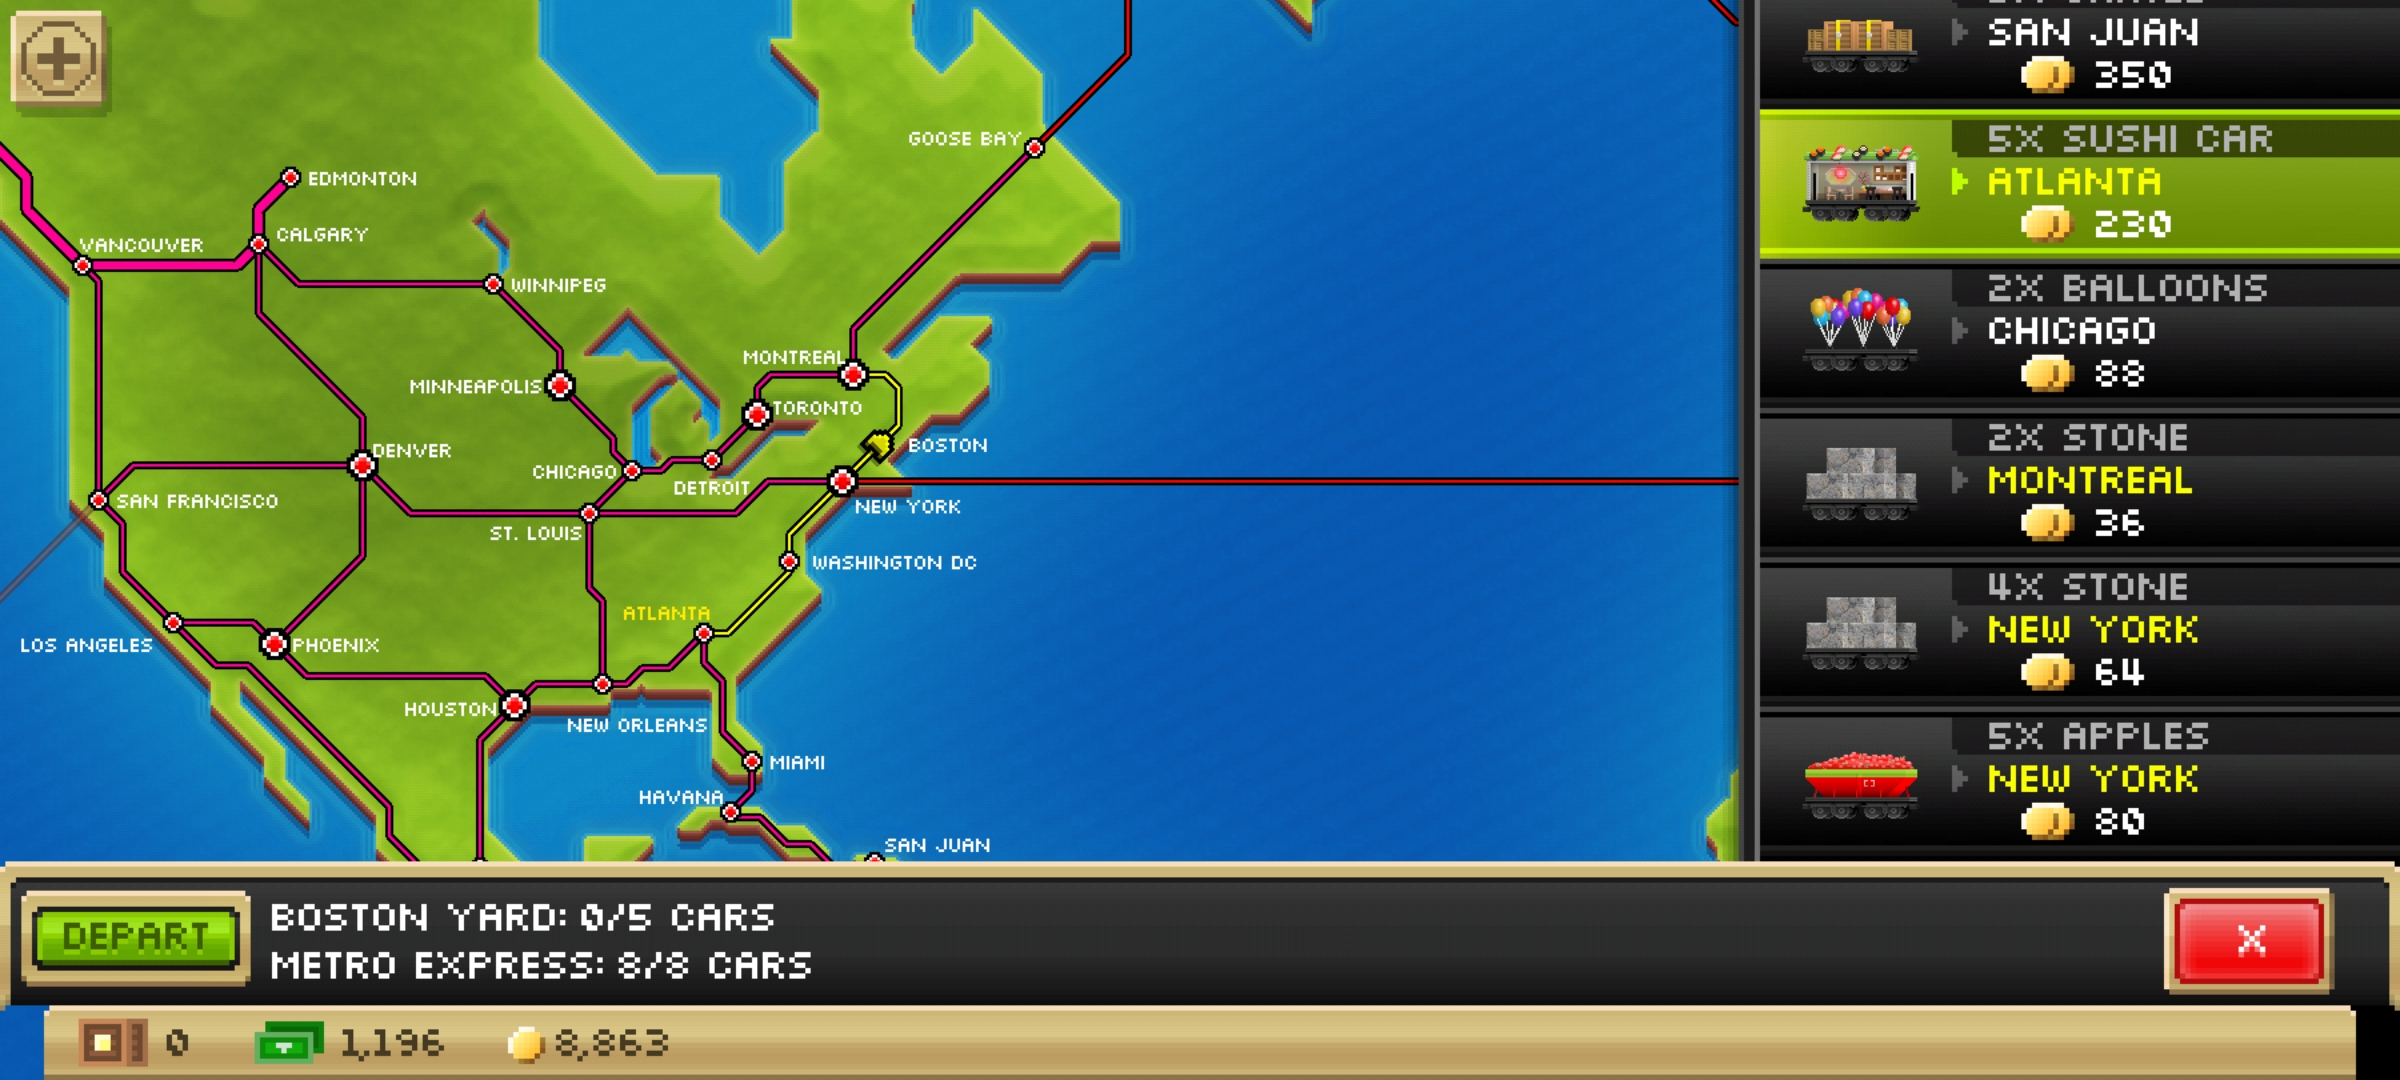 GOOSE BAY
EDMONTON
CALGARY
VANCOUVER
WINNIPEG
MONTREAL
MINNEAPOLIS
TORONTO
DENVER
BOSTON
CHICAGO
DETROIT
SAN FRANCISCO
NEW YORK
ST. LOUIS
WASHINGTON DC
ATLANTA
LOS ANGELES
PHOENIX
HOUSTON
NEW ORLEANS
MIAMI
HAVANA
SAN JUAN
SAN JUAN
350
5X SUSHI CAR
ATLANTA
230
2X BALLOONS
CHICAGO
88
2X STONE
MONTREAL
36
4X STONE
NEW YORK
64
5X APPLES
NEW YORK
80
DEPART
BOSTON YARD: 0/5 CARS
METRO EXPRESS: 8/8 CARS
X
0
1,196
8,863